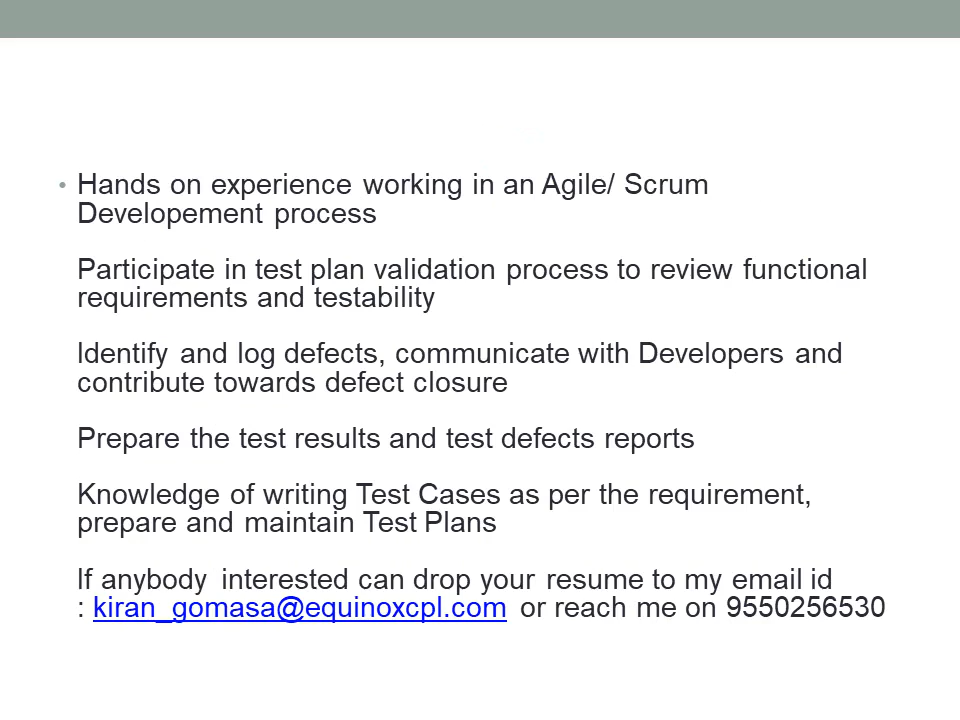 • Hands on experience working in an Agile/ Scrum
Developement process
Participate in test plan validation process to review functional
requirements and testability
Identify and log defects, communicate with Developers and
contribute towards defect closure
Prepare the test results and test defects reports
Knowledge of writing Test Cases as per the requirement,
prepare and maintain Test Plans
If anybody interested can drop your resume to my email id
: kiran_gomasa@equinoxcpl.com or reach me on 9550256530